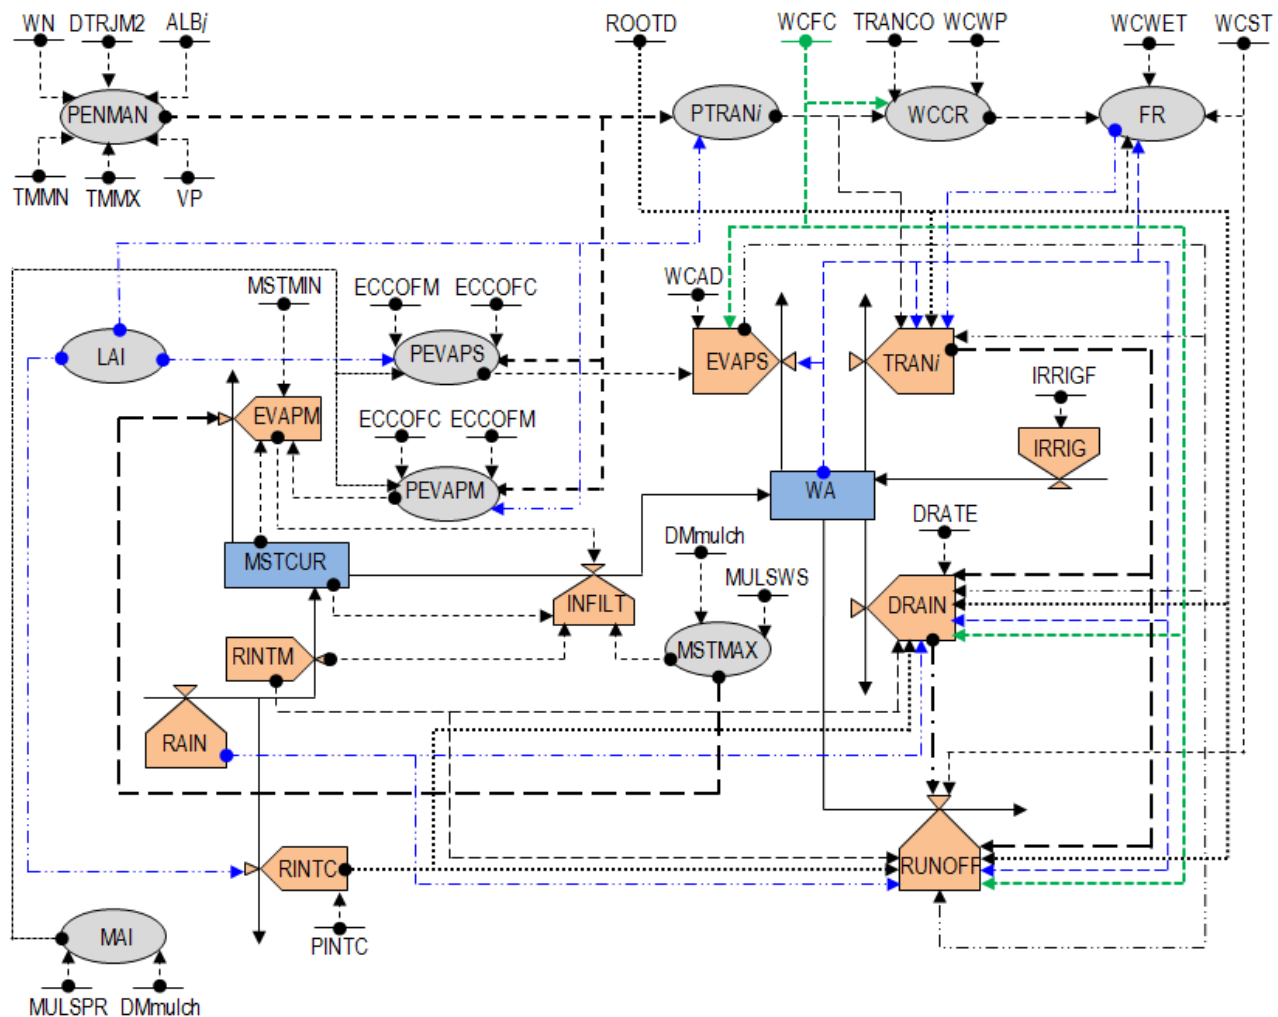 WN DTRJM2 ALBj ROOTD WCFC TRANCO WCWP WCWET WCST
PENMAN PTRANi WCCR FR
TMMN TMMX VP
MSTMIN ECCOFM ECCOFC WCAD
LAI PEVAPS EVAPS TRANi
IRRIGF
EVAPM ECCOFC ECCOFM IRRIG
PEVAPM WA
DMmulch DRATE
MSTCUR MULSWS
INFILT DRAIN
RINTM MSTMAX
RAIN
RINTC RUNOFF
MAI PINTC
MULSPR DMmulch